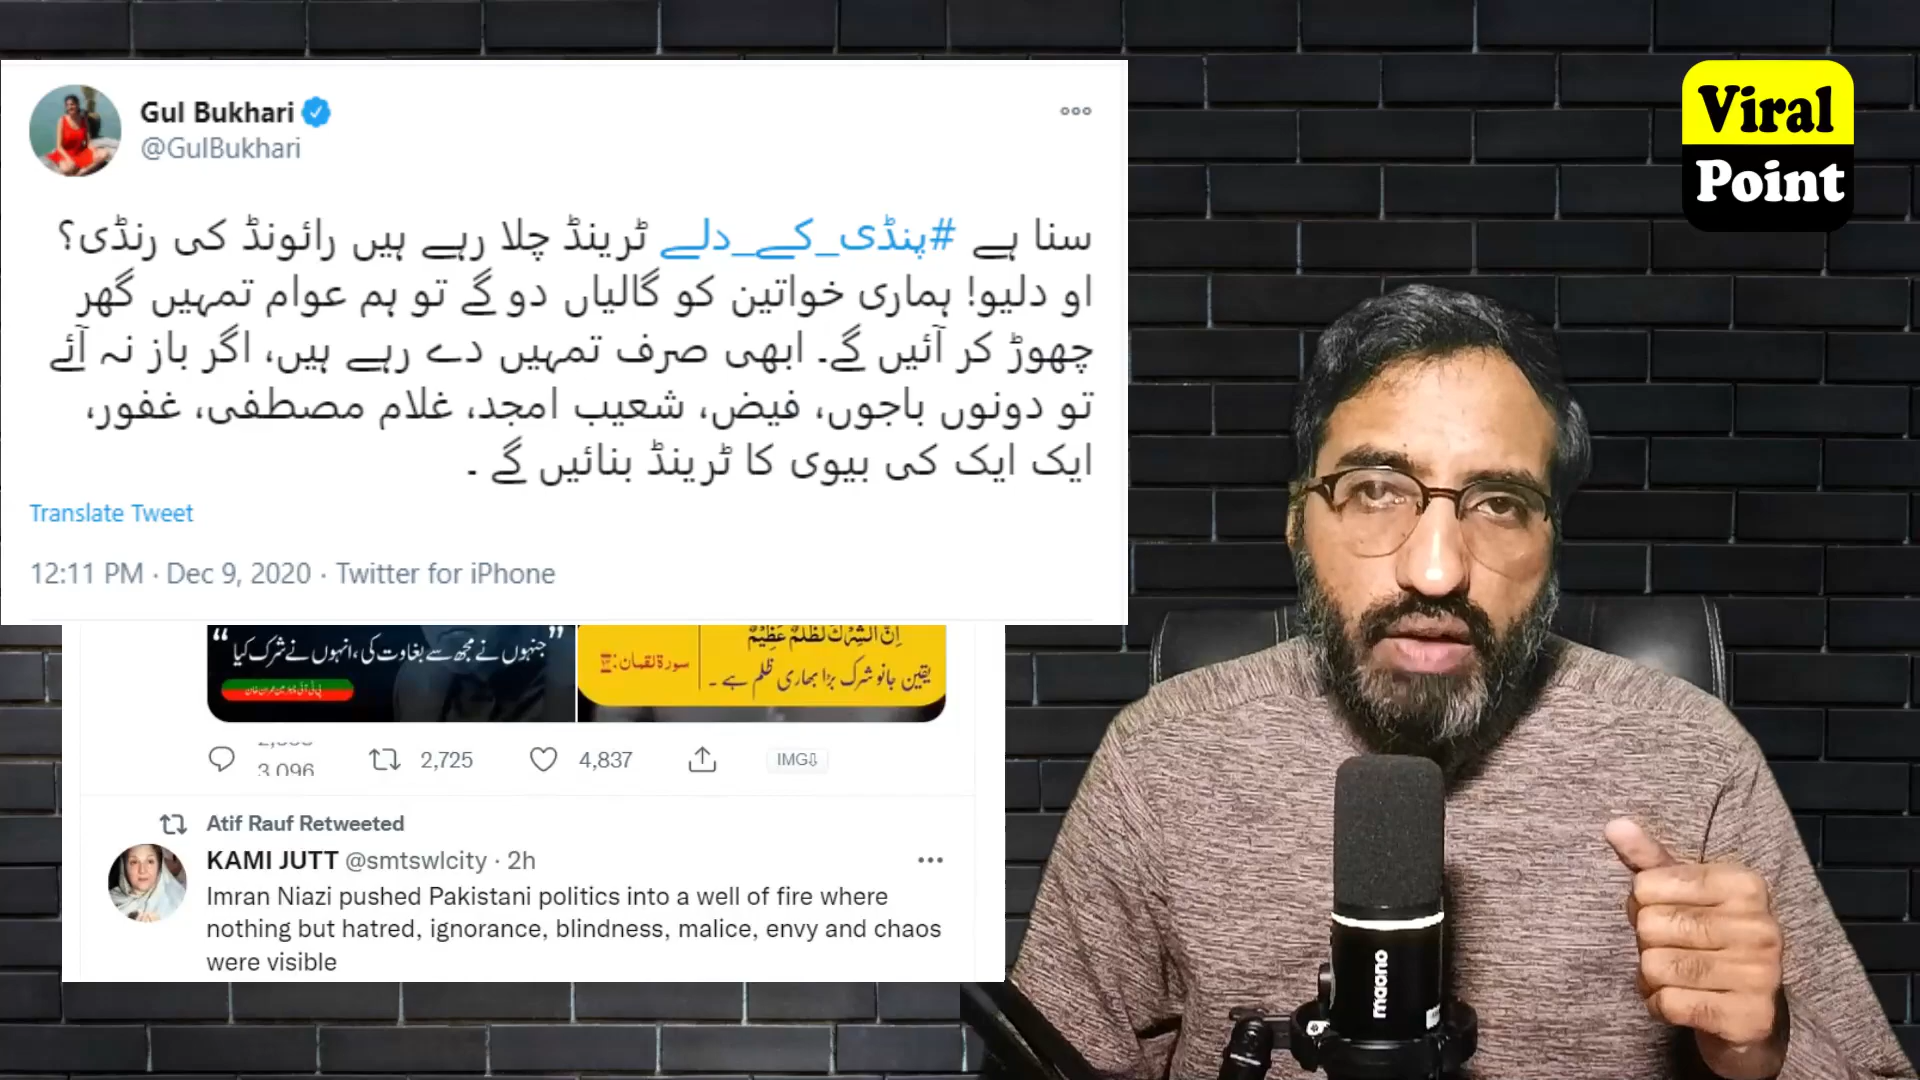 Gul Bukhari
@GulBukhari
سنا ہے #پنڈی_کے_دلے ٹرینڈ چلا رہے ہیں رائونڈ کی رنڈی؟
او دلیو! ہماری خواتین کو گالیاں دو گے تو ہم عوام تمہیں گھر
چھوڑ کر آئیں گے۔ ابھی صرف تمہیں دے رہے ہیں، اگر باز نہ آئے
تو دونوں باجوں، فیض، شعیب امجد، غلام مصطفی، غفور،
ایک ایک کی بیوی کا ٹرینڈ بنائیں گے ۔
Translate Tweet
12:11 PM · Dec 9, 2020 · Twitter for iPhone
Viral
Point
“جنہوں نے مجھ سے بغاوت کی، انہوں نے شرک کیا”
اِنَّ الشِّرْكَ لَظُلْمٌ عَظِيْمٌ
یقین جانو شرک بڑا بھاری ظلم ہے ۔
سورۃ لقمان:
3,096
2,725
4,837
IMG
Atif Rauf Retweeted
KAMI JUTT @smtswlcity · 2h
Imran Niazi pushed Pakistani politics into a well of fire where
nothing but hatred, ignorance, blindness, malice, envy and chaos
were visible
maono